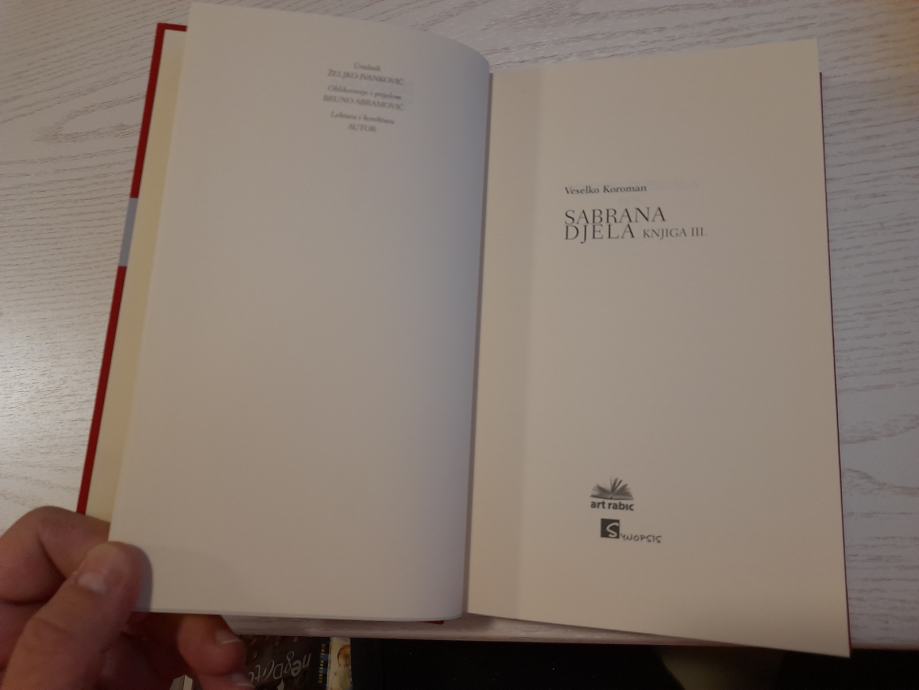 Urednik
ŽELJKO IVANKOVIĆ
Oblikovanje i prijelom
BRUNO ABRAMOVIĆ
Lektura i korektura
AUTOR
Veselko Koroman
SABRANA
DJELA KNJIGA III.
art rabic
SYNOPSIS